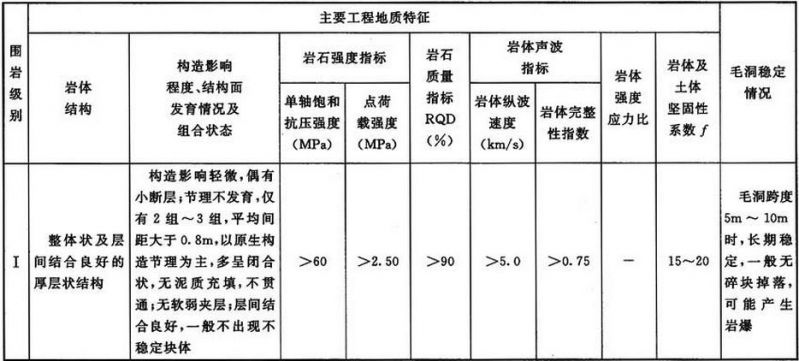 围岩级别
主要工程地质特征
毛洞稳定
情况
岩体
结构
构造影响
程度、结构面
发育情况及
组合状态
岩石强度指标
单轴饱和
抗压强度
(MPa)
点荷
载强度
(MPa)
岩石
质量
指标
RQD
(%)
岩体声波
指标
岩体纵波
速度
(km/s)
岩体完整
性指数
岩体
强度
应力比
岩体及
土体
坚固性
系数 f
I
整体状及层
间结合良好的
厚层状结构
构造影响轻微,偶有
小断层;节理不发育,仅
有 2 组～3 组,平均间
距大于 0.8m,以原生构
造节理为主,多呈闭合
状,无泥质充填,不贯
通;无软弱夹层;层间结
合良好,一般不出现不
稳定块体
>60
>2.50
>90
>5.0
>0.75
—
15～20
毛洞跨度
5m～10m
时,长期稳
定,一般无
碎块掉落,
可能产生
岩爆